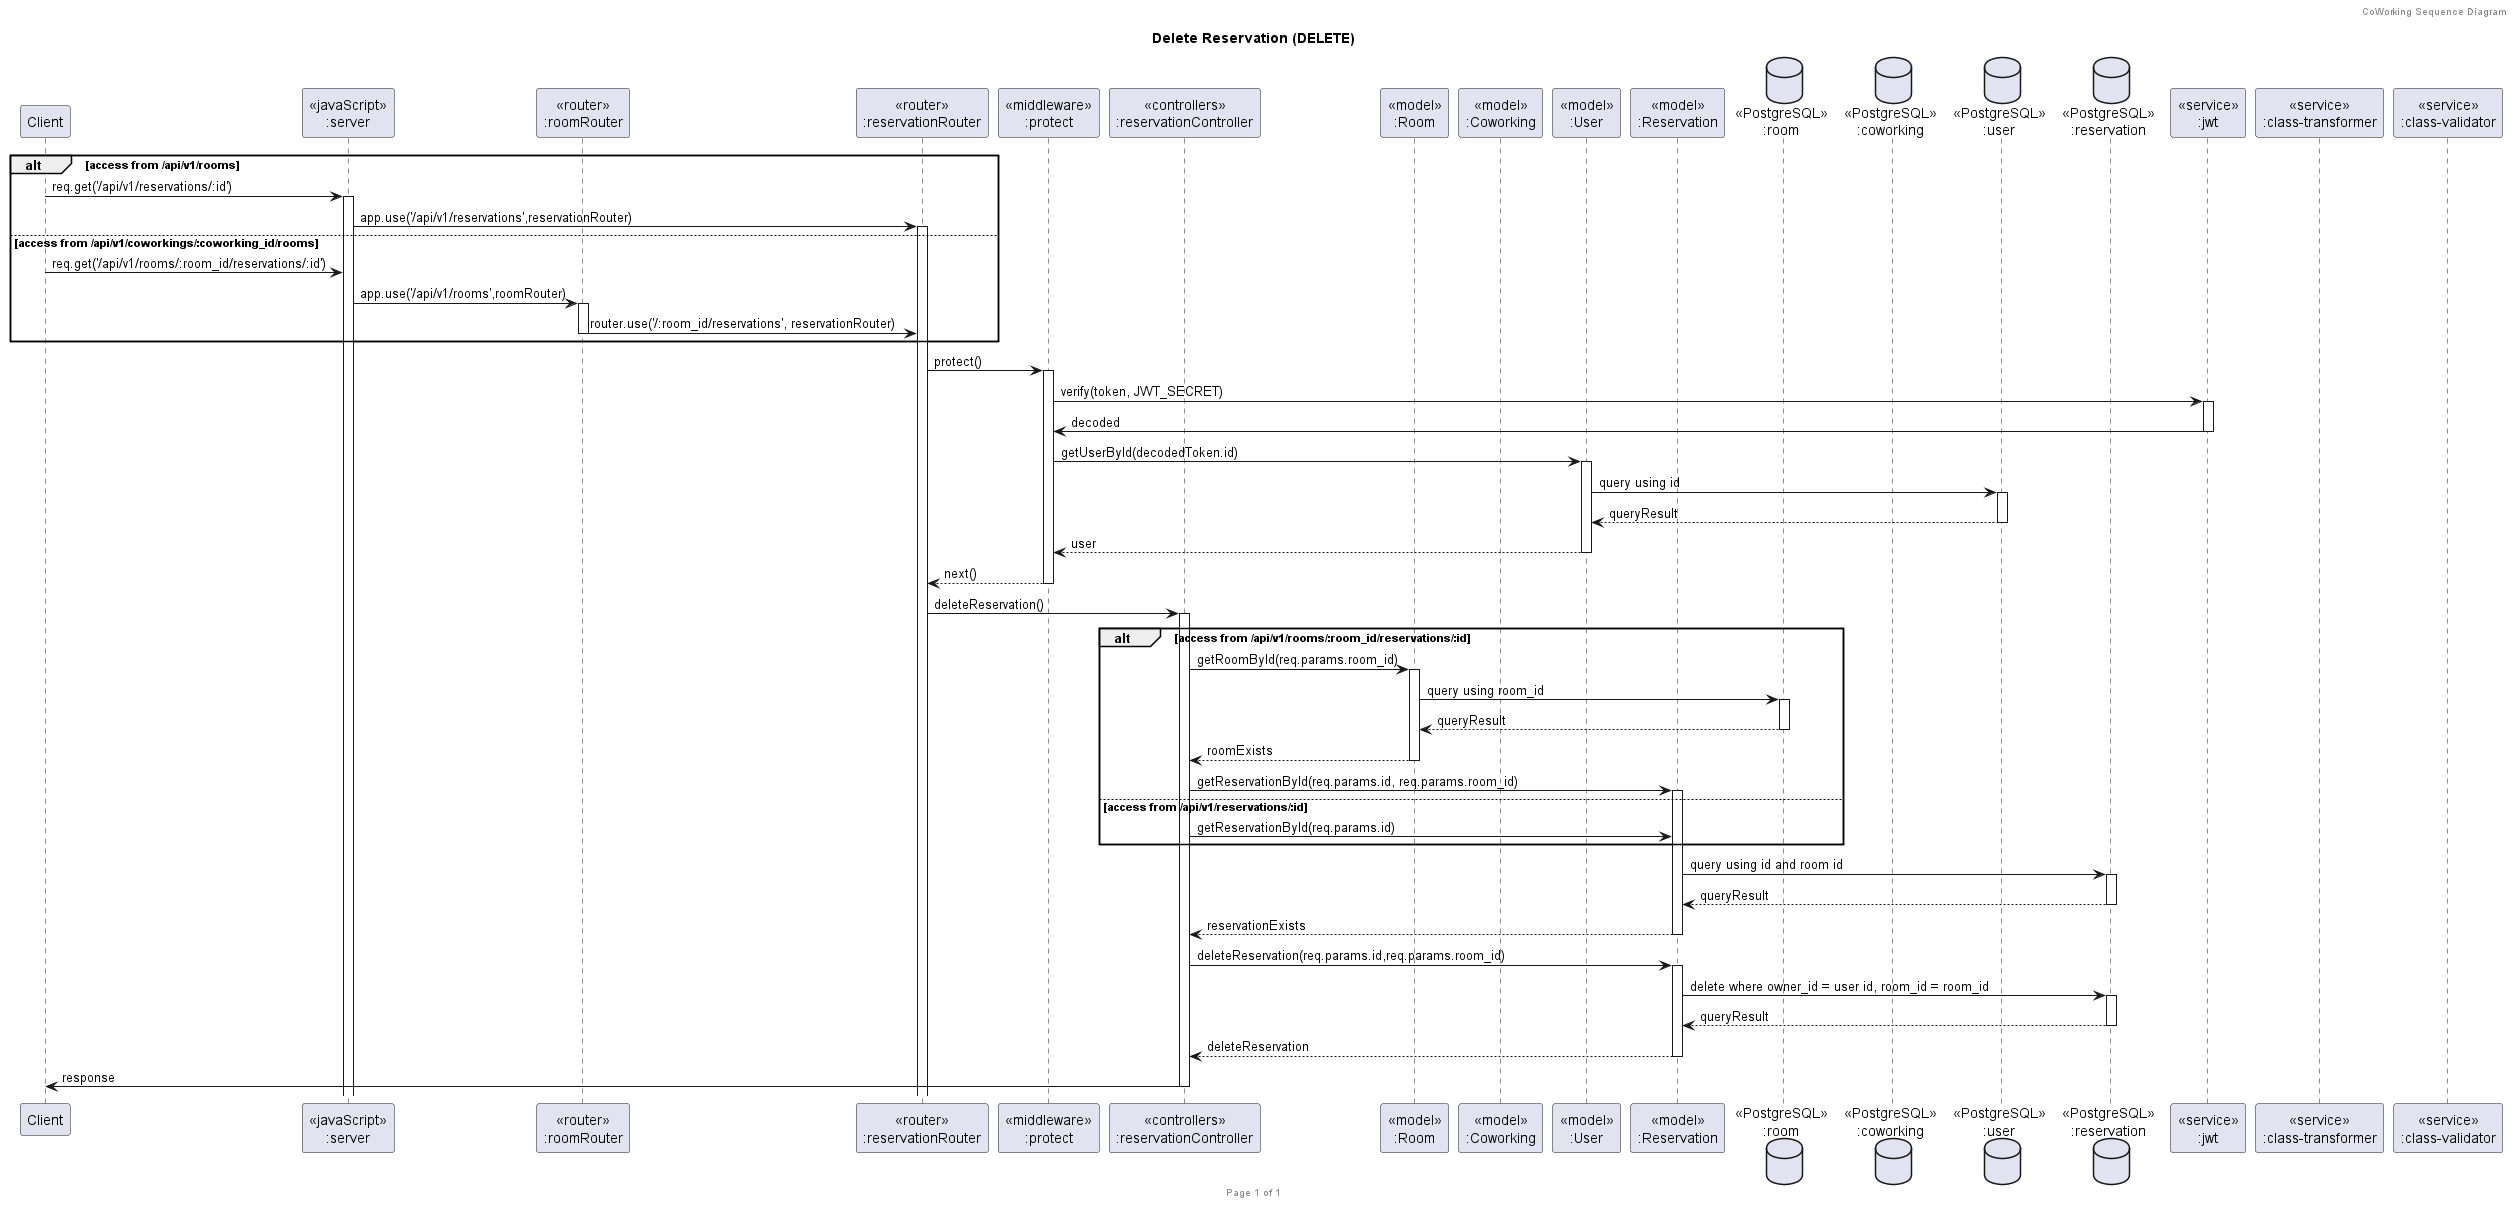 CoWorking Sequence Diagram
Delete Reservation (DELETE)
Client
«javaScript»
:server
«router»
:roomRouter
«router»
:reservationRouter
«middleware»
:protect
«controllers»
:reservationController
«model»
:Room
«model»
:Coworking
«model»
:User
«model»
:Reservation
«PostgreSQL»
:room
«PostgreSQL»
:coworking
«PostgreSQL»
:user
«PostgreSQL»
:reservation
«service»
:jwt
«service»
:class-transformer
«service»
:class-validator
alt [access from /api/v1/rooms]
req.get('/api/v1/reservations/:id')
app.use('/api/v1/reservations',reservationRouter)
[access from /api/v1/coworkings/:coworking_id/rooms]
req.get('/api/v1/rooms/:room_id/reservations/:id')
app.use('/api/v1/rooms',roomRouter)
router.use('/:room_id/reservations', reservationRouter)
protect()
verify(token, JWT_SECRET)
decoded
getUserById(decodedToken.id)
query using id
queryResult
user
next()
deleteReservation()
alt [access from /api/v1/rooms/:room_id/reservations/:id]
getRoomById(req.params.room_id)
query using room_id
queryResult
roomExists
getReservationById(req.params.id, req.params.room_id)
[access from /api/v1/reservations/:id]
getReservationById(req.params.id)
query using id and room id
queryResult
reservationExists
deleteReservation(req.params.id,req.params.room_id)
delete where owner_id = user id, room_id = room_id
queryResult
deleteReservation
response
Client
«javaScript»
:server
«router»
:roomRouter
«router»
:reservationRouter
«middleware»
:protect
«controllers»
:reservationController
«model»
:Room
«model»
:Coworking
«model»
:User
«model»
:Reservation
«PostgreSQL»
:room
«PostgreSQL»
:coworking
«PostgreSQL»
:user
«PostgreSQL»
:reservation
«service»
:jwt
«service»
:class-transformer
«service»
:class-validator
Page 1 of 1